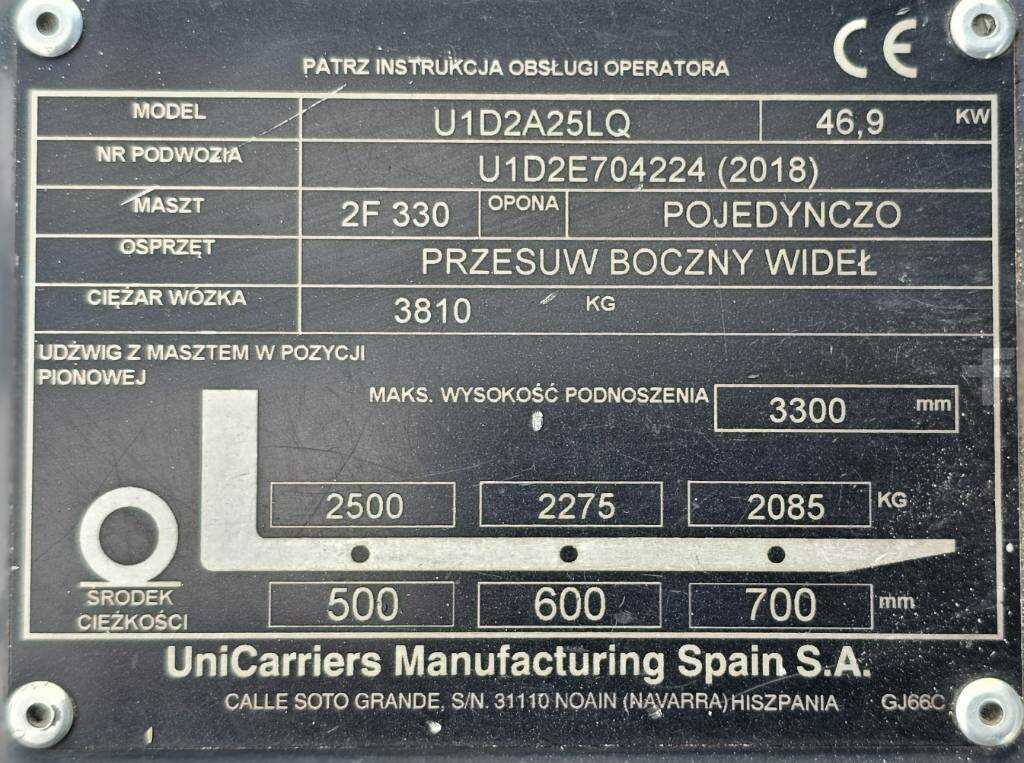 CE
PATRZ INSTRUKCJA OBSŁUGI OPERATORA
MODEL U1D2A25LQ 46,9 KW
NR PODWOZIA U1D2E704224 (2018)
MASZT 2F 330 OPONA POJEDYNCZO
OSPRZĘT PRZESUW BOCZNY WIDEŁ
CIĘŻAR WÓZKA 3810 KG
UDŹWIG Z MASZTEM W POZYCJI
PIONOWEJ
MAKS. WYSOKOŚĆ PODNOSZENIA 3300 mm
2500 2275 2085 KG
500 600 700 mm
ŚRODEK
CIĘŻKOŚCI
UniCarriers Manufacturing Spain S.A.
CALLE SOTO GRANDE, S/N. 31110 NOAIN (NAVARRA) HISZPANIA GJ66C